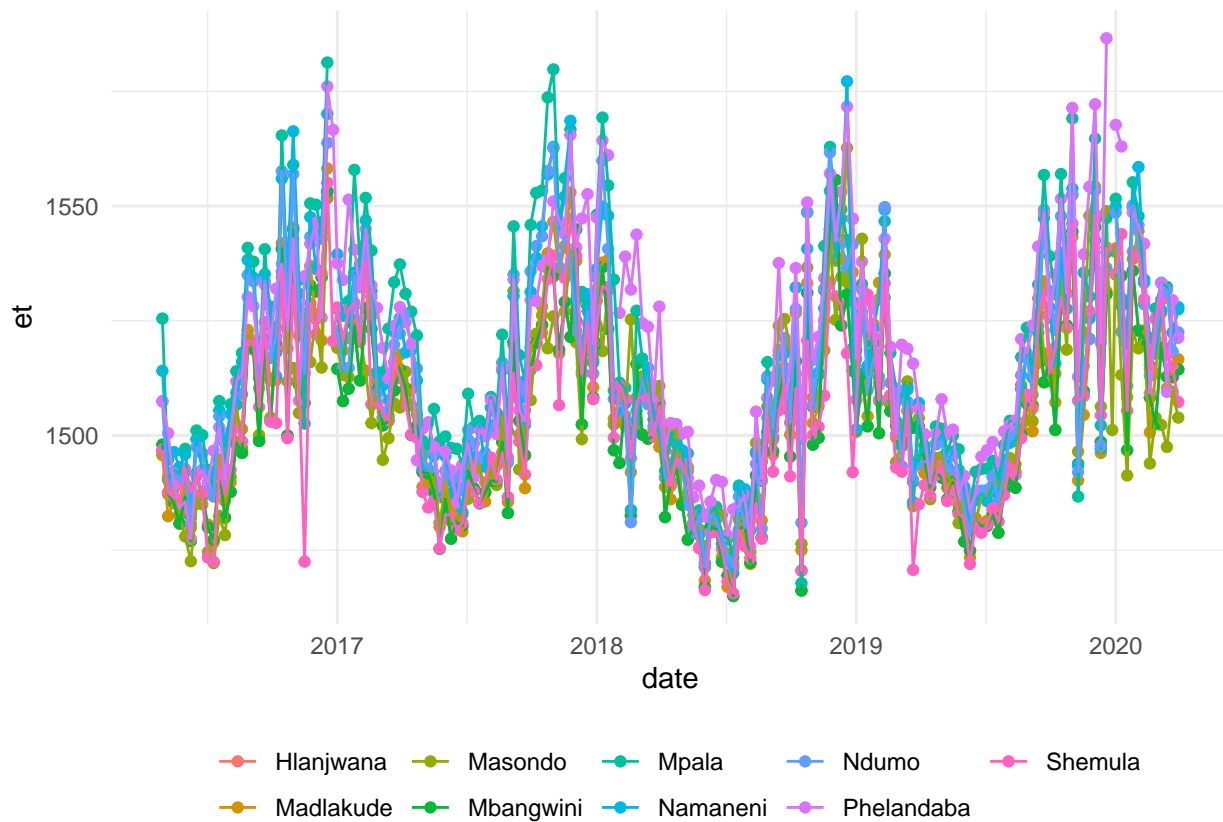 et
1550
1500
2017 2018 2019 2020
date
Hlanjwana Masondo Mpala Ndumo Shemula
Madlakude Mbangwini Namaneni Phelandaba